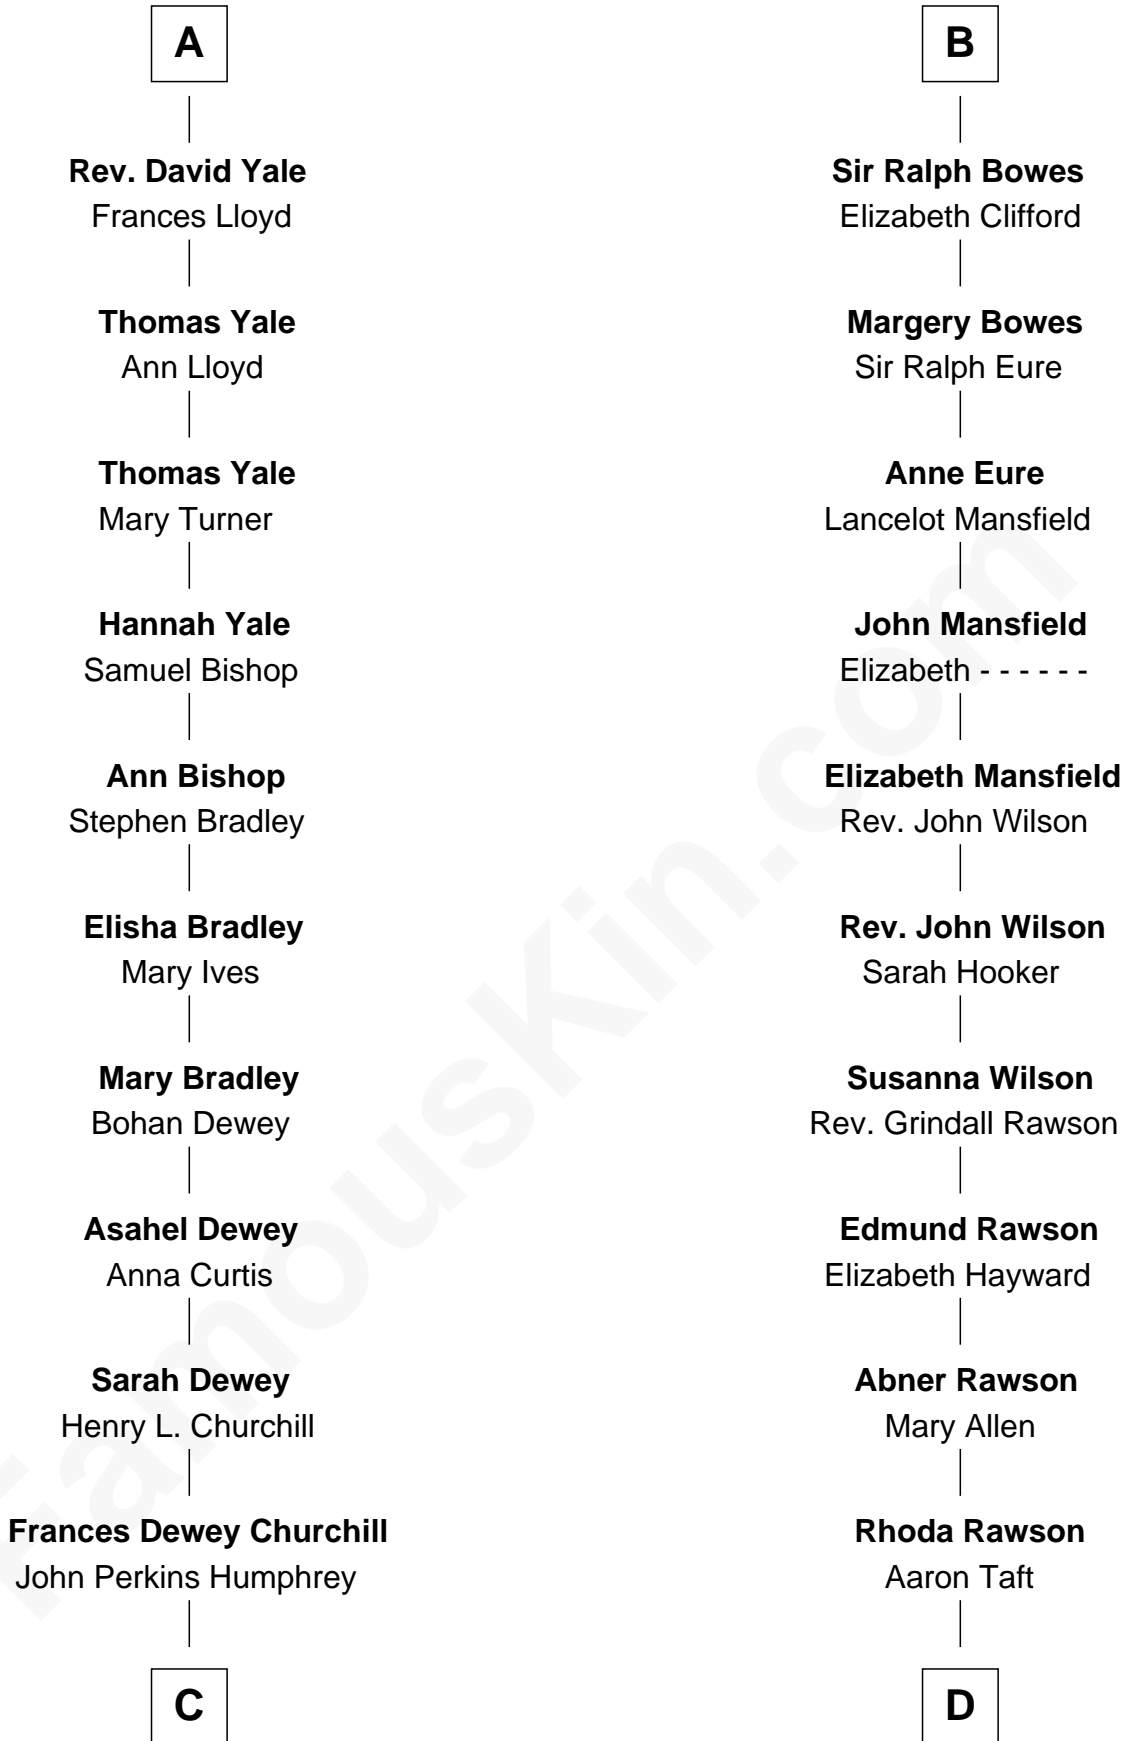 A
Rev. David Yale
Frances Lloyd
Thomas Yale
Ann Lloyd
Thomas Yale
Mary Turner
Hannah Yale
Samuel Bishop
Ann Bishop
Stephen Bradley
Elisha Bradley
Mary Ives
Mary Bradley
Bohan Dewey
Asahel Dewey
Anna Curtis
Sarah Dewey
Henry L. Churchill
Frances Dewey Churchill
John Perkins Humphrey
C
B
Sir Ralph Bowes
Elizabeth Clifford
Margery Bowes
Sir Ralph Eure
Anne Eure
Lancelot Mansfield
John Mansfield
Elizabeth - - - - - -
Elizabeth Mansfield
Rev. John Wilson
Rev. John Wilson
Sarah Hooker
Susanna Wilson
Rev. Grindall Rawson
Edmund Rawson
Elizabeth Hayward
Abner Rawson
Mary Allen
Rhoda Rawson
Aaron Taft
D
FamousKin.com